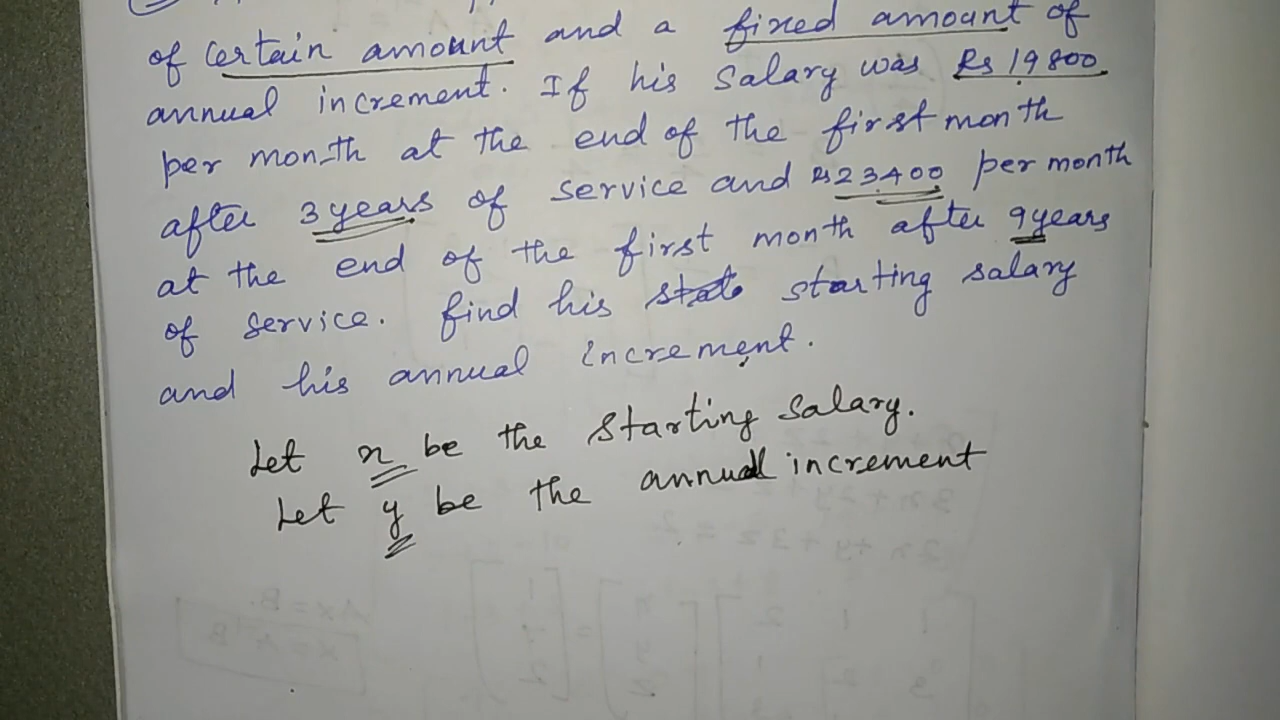 of certain amount and a fixed amount of
annual increment. If his salary was Rs 19800
per month at the end of the first month
after 3 years of service and Rs 23400 per month
at the end of the first month after 9 years
of service. find his starting salary
and his annual increment.
Let x be the starting salary.
Let y be the annual increment